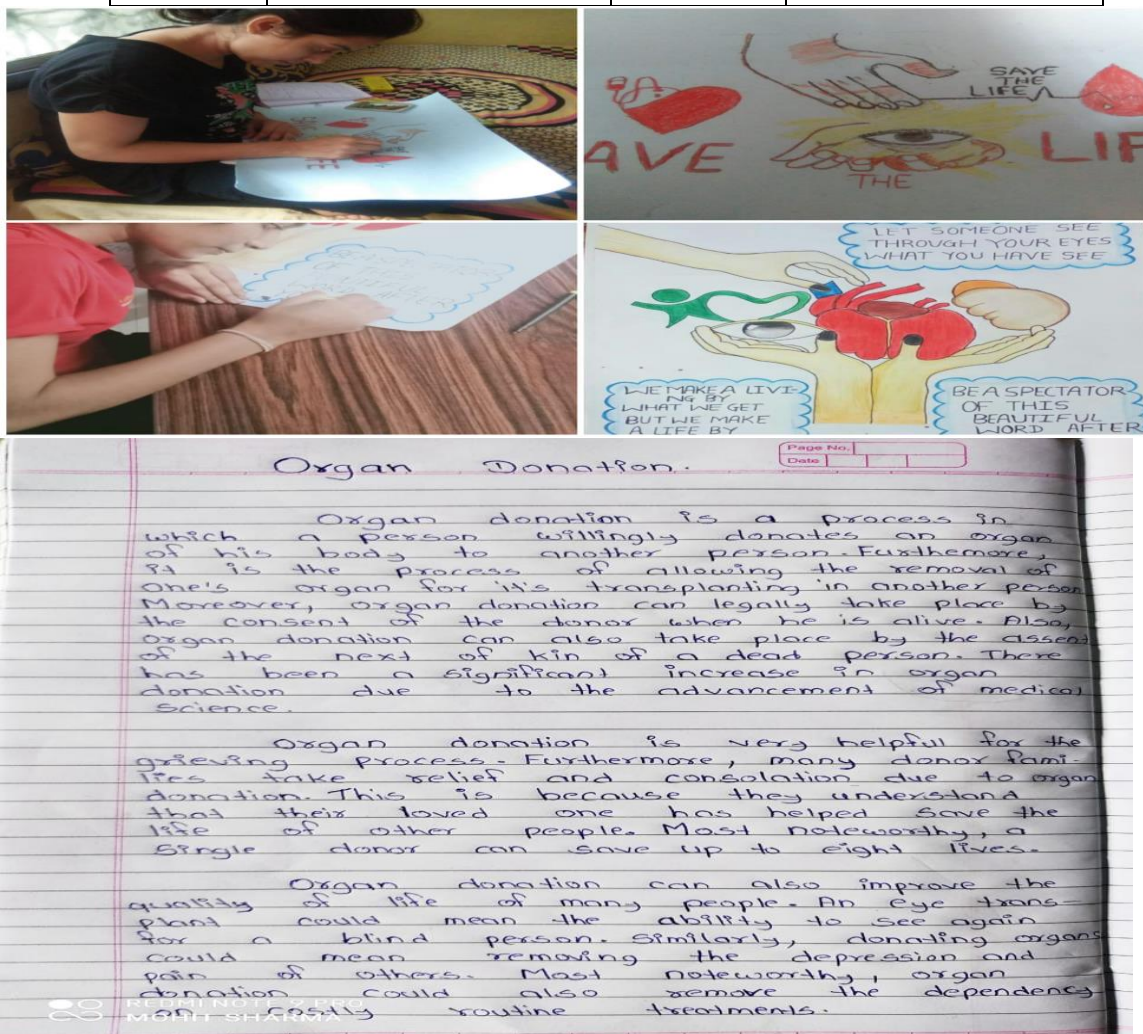 SAVE
THE
LIFE
AVE
THE
LIF
LET SOMEONE SEE
THROUGH YOUR EYES
WHAT YOU HAVE SEE
WE MAKE A LIVI-
NG BY
WHAT WE GET
BUT WE MAKE
A LIFE BY
BE A SPECTATOR
OF THIS
BEAUTIFUL
WORD AFTER
Page No.
Date
Organ Donation.
Organ donation is a process in
which a person willingly donates an organ
of his body to another person. Furthemore,
it is the process of allowing the removal of
One's organ for it's transplanting in another person
Moreover, organ donation can legally take place by
the consent of the donor when he is alive. Also,
organ donation can also take place by the assent
of the next of kin of a dead person. There
has been a significant increase in organ
donation due to the advancement of medical
Science.
Organ donation is very helpful for the
grieving process. Furthermore, many donor fami-
lies take relief and consolation due to organ
donation. This is because they understand
that their loved one has helped save the
life of other people. Most noteworthy, a
Single donor can save up to eight lives.
Organ donation can also improve the
quality of life of many people. An eye trans-
plant could mean the ability to see again
for a blind person. Similarly, donating organs
could mean removing the depression and
pain of others. Most noteworthy, organ
donation could also remove the dependency
on costly routine treatments.
REDMI NOTE 9 PRO
MOHIT SHARMA